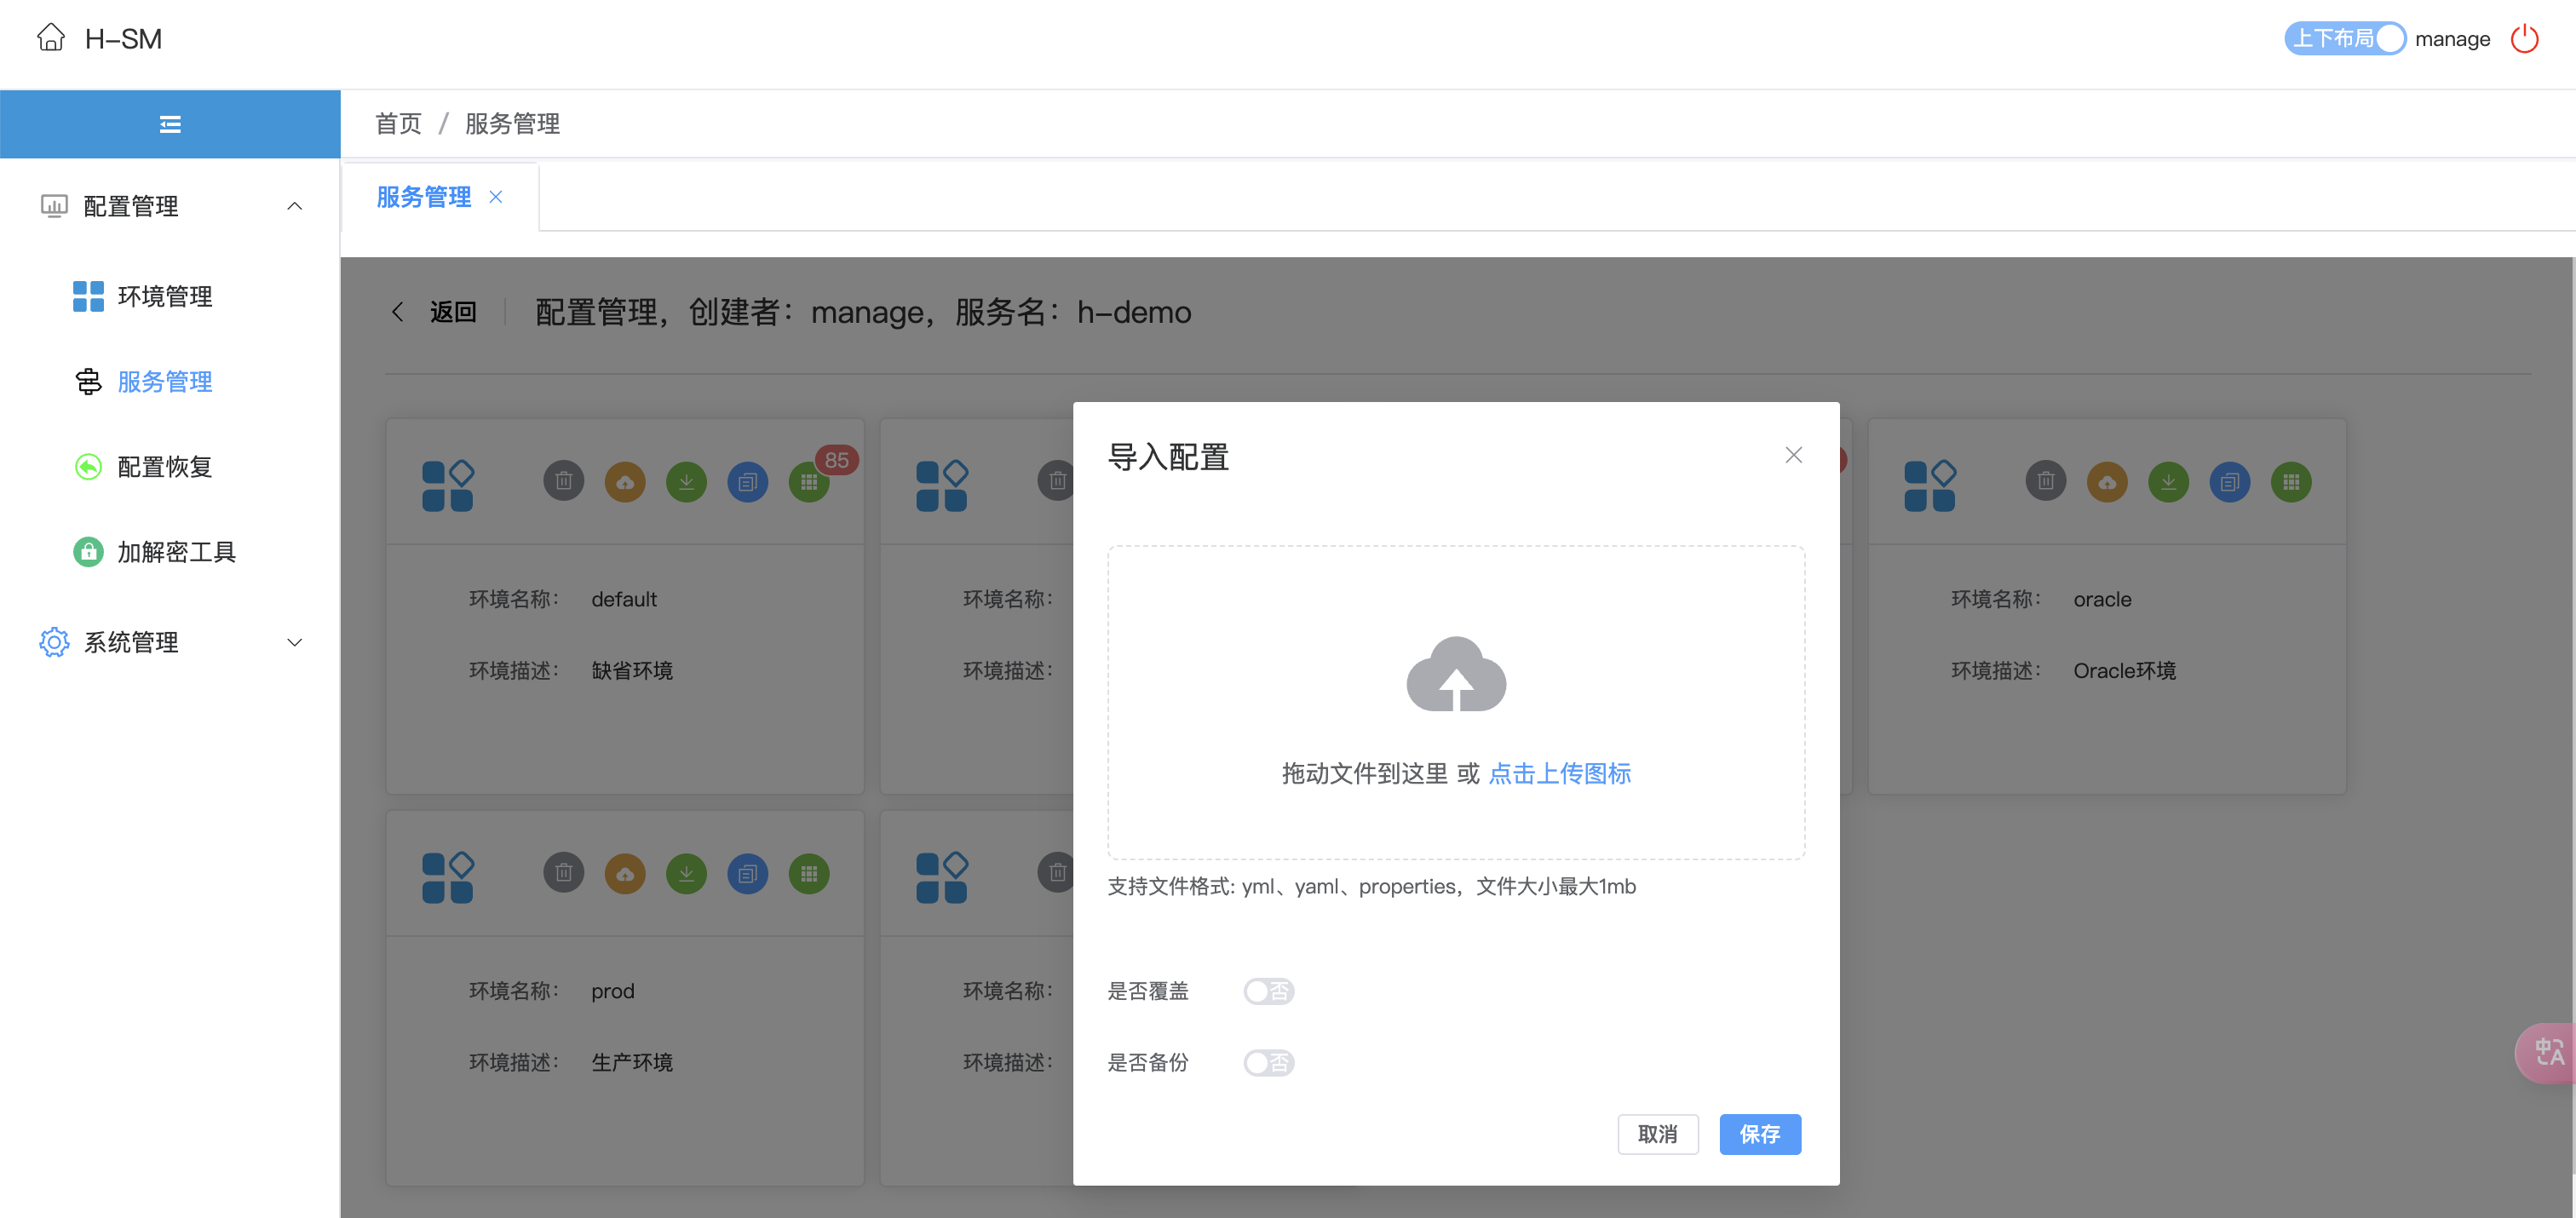 H-SM
上下布局 manage
首页 / 服务管理
服务管理
配置管理
环境管理
服务管理
配置恢复
加解密工具
系统管理
返回 配置管理，创建者：manage，服务名：h-demo
85
环境名称： default
环境描述： 缺省环境
环境名称：
环境描述：
环境名称： oracle
环境描述： Oracle环境
环境名称： prod
环境描述： 生产环境
环境名称：
环境描述：
导入配置
拖动文件到这里 或 点击上传图标
支持文件格式: yml、yaml、properties，文件大小最大1mb
是否覆盖 否
是否备份 否
取消 保存
中A